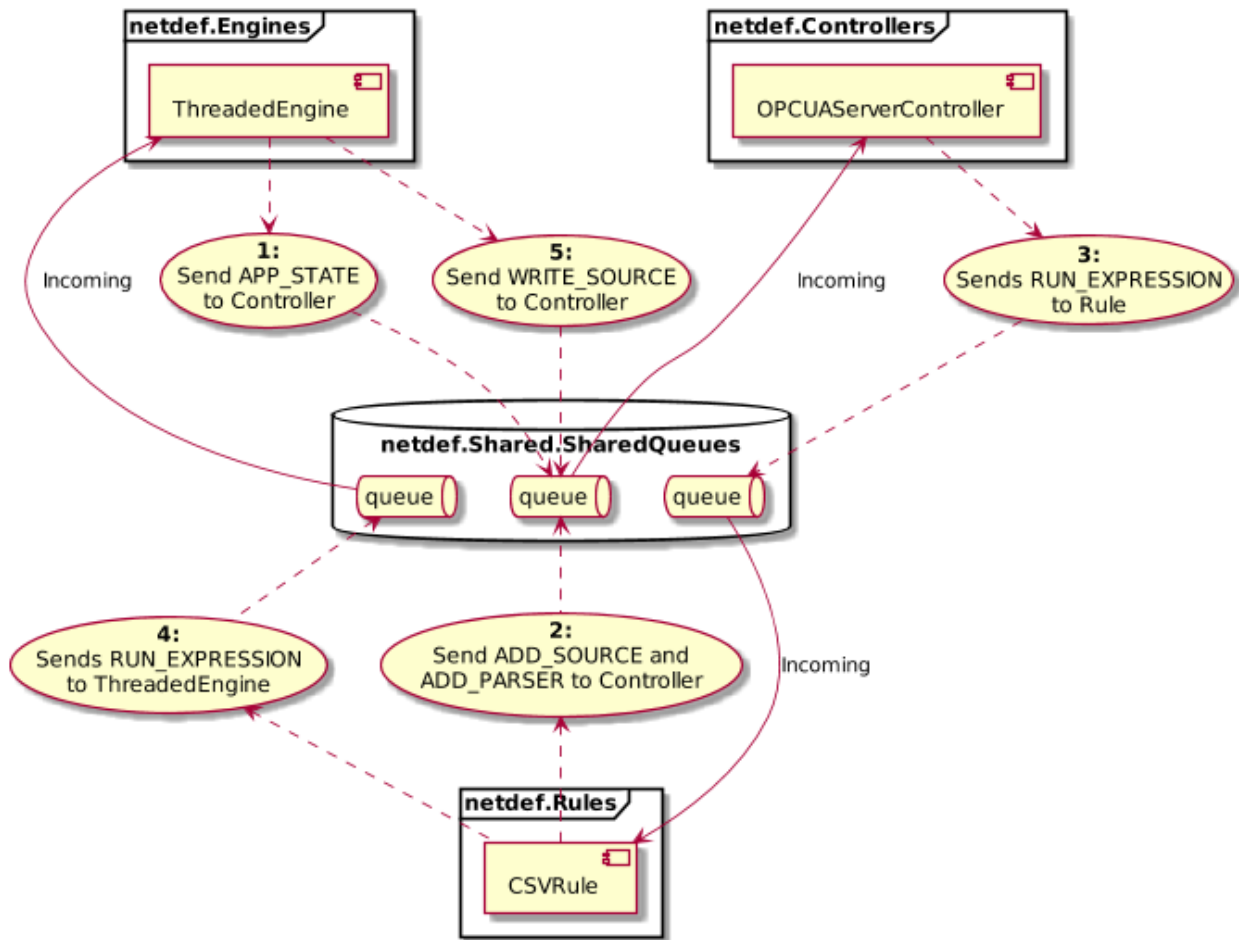 netdef.Engines
netdef.Controllers
ThreadedEngine
OPCUAServerController
1:
Send APP_STATE
to Controller
5:
Send WRITE_SOURCE
to Controller
3:
Sends RUN_EXPRESSION
to Rule
Incoming
Incoming
netdef.Shared.SharedQueues
queue
queue
queue
4:
Sends RUN_EXPRESSION
to ThreadedEngine
2:
Send ADD_SOURCE and
ADD_PARSER to Controller
Incoming
netdef.Rules
CSVRule